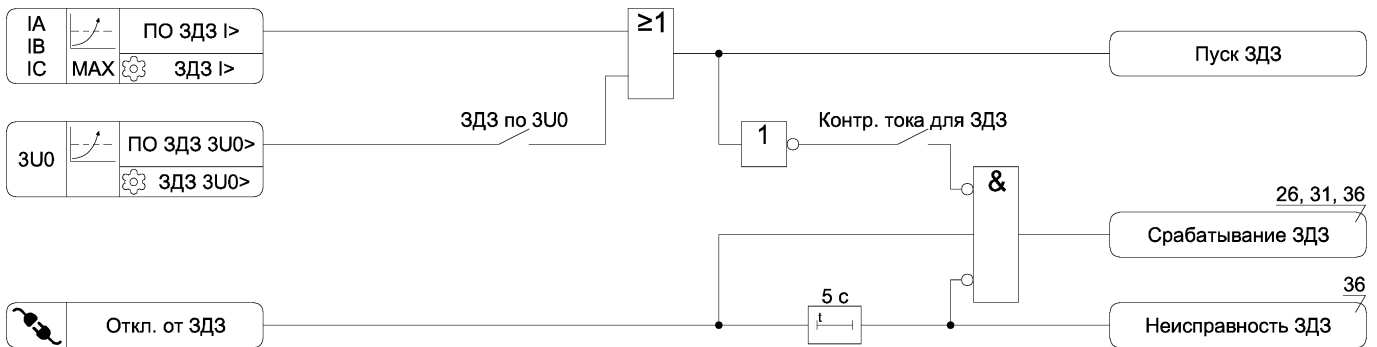 IA
IB
IC
MAX
ПО ЗДЗ I>
ЗДЗ I>
≥1
Пуск ЗДЗ
3U0
ПО ЗДЗ 3U0>
ЗДЗ 3U0>
ЗДЗ по 3U0
1
Контр. тока для ЗДЗ
&
26, 31, 36
Срабатывание ЗДЗ
Откл. от ЗДЗ
5 с
t
36
Неисправность ЗДЗ